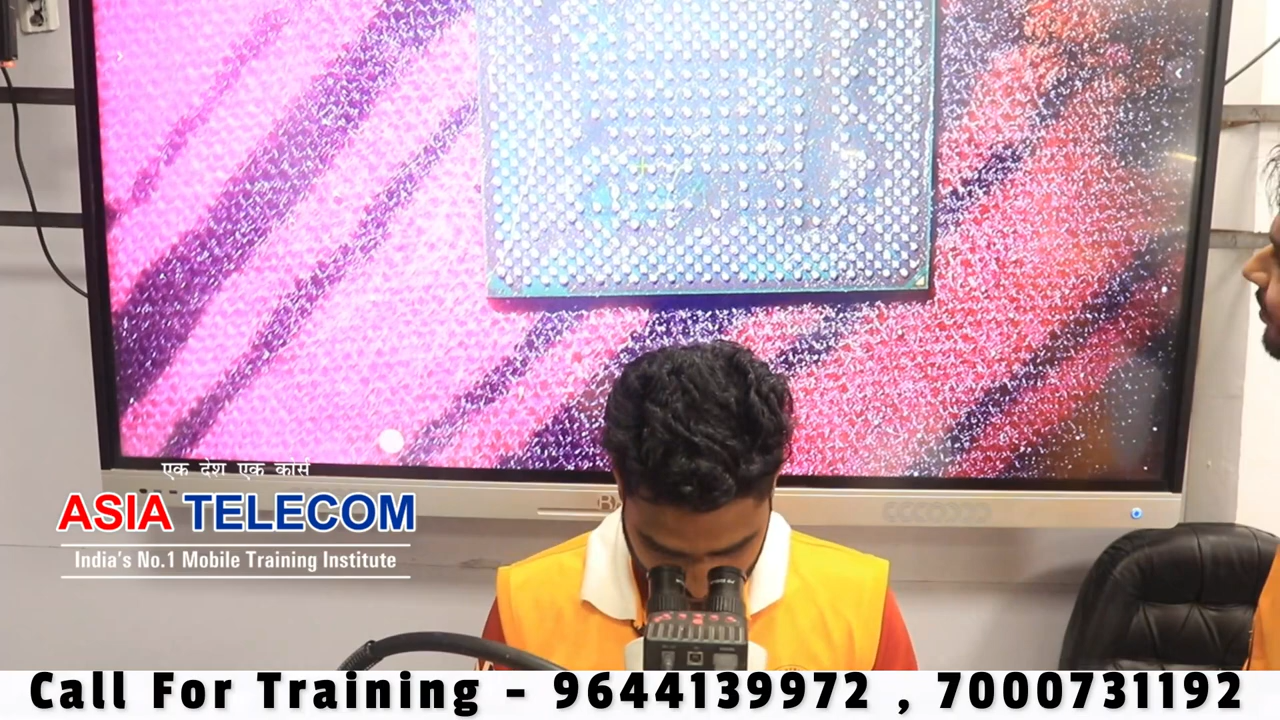 एक देश एक कोर्स
ASIA TELECOM
India's No.1 Mobile Training Institute
Call For Training - 9644139972 , 7000731192